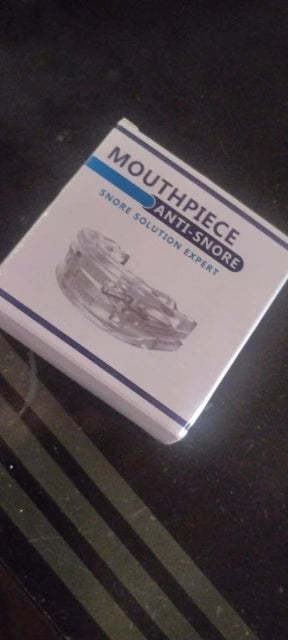 MOUTHPIECE
ANTI-SNORE
SNORE SOLUTION EXPERT